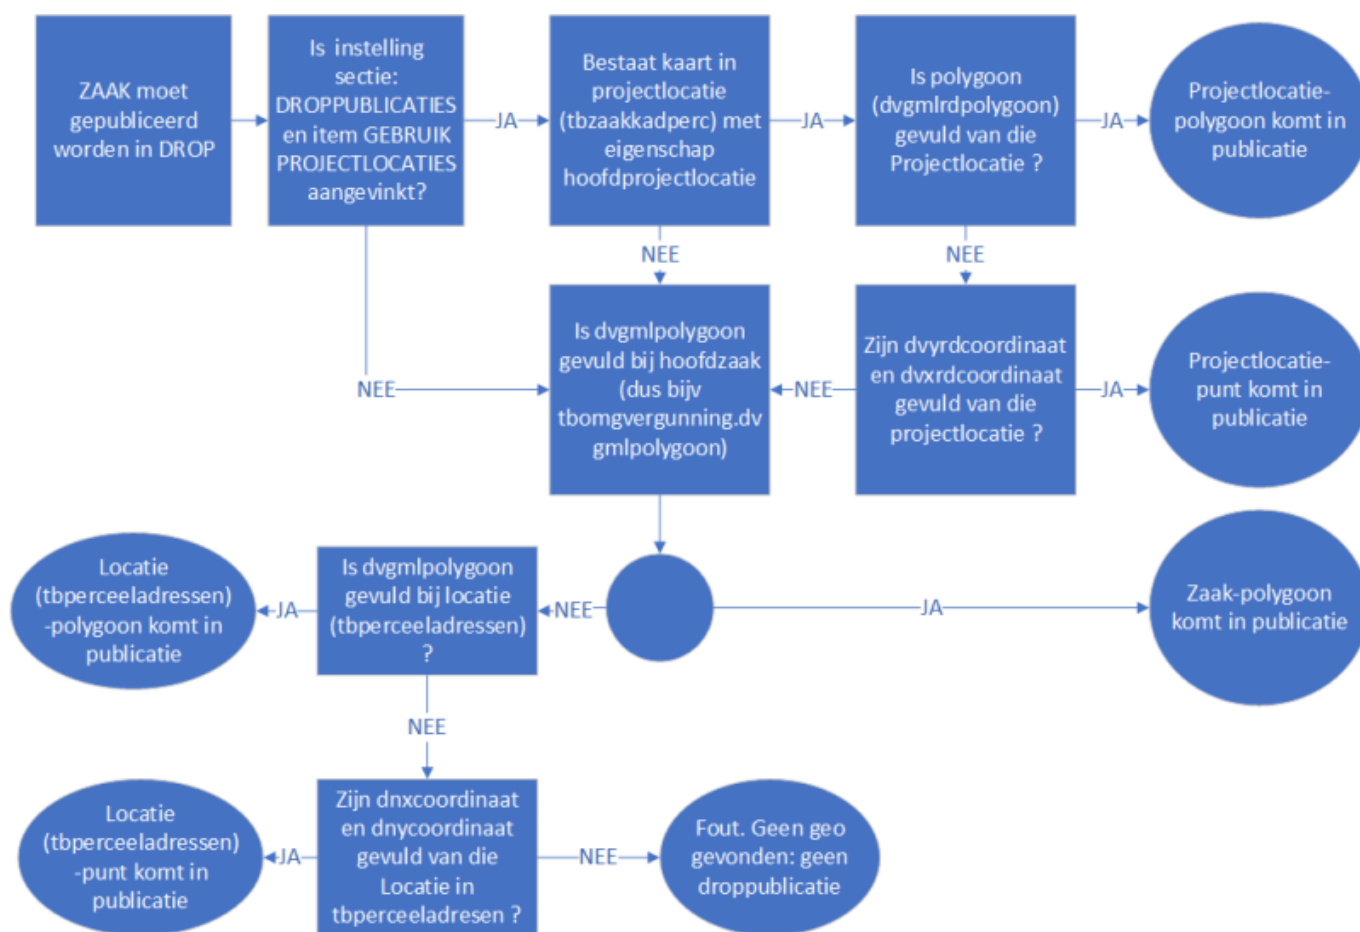 ZAAK moet
gepubliceerd
worden in DROP
Is instelling
sectie:
DROPPUBLICATIES
en item GEBRUIK
PROJECTLOCATIES
aangevinkt?
JA
Bestaat kaart in
projectlocatie
(tbzaakkadperc) met
eigenschap
hoofdprojectlocatie
JA
Is polygoon
(dvgmlrdpolygoon)
gevuld van die
Projectlocatie ?
JA
Projectlocatie-
polygoon komt in
publicatie
NEE
NEE
NEE
Is dvgmlpolygoon
gevuld bij hoofdzaak
(dus bijv
tbomgvergunning.dv
gmlpolygoon)
NEE
Zijn dvyrdcoordinaat
en dvxrdcoordinaat
gevuld van die
projectlocatie ?
JA
Projectlocatie-
punt komt in
publicatie
Locatie
(tbperceeladressen)
-polygoon komt in
publicatie
JA
Is dvgmlpolygoon
gevuld bij locatie
(tbperceeladressen)
?
NEE
JA
Zaak-polygoon
komt in publicatie
NEE
Locatie
(tbperceeladressen)
-punt komt in
publicatie
JA
Zijn dnxcoordinaat
en dnycoordinaat
gevuld van die
Locatie in
tbperceeladresen ?
NEE
Fout. Geen geo
gevonden: geen
droppublicatie